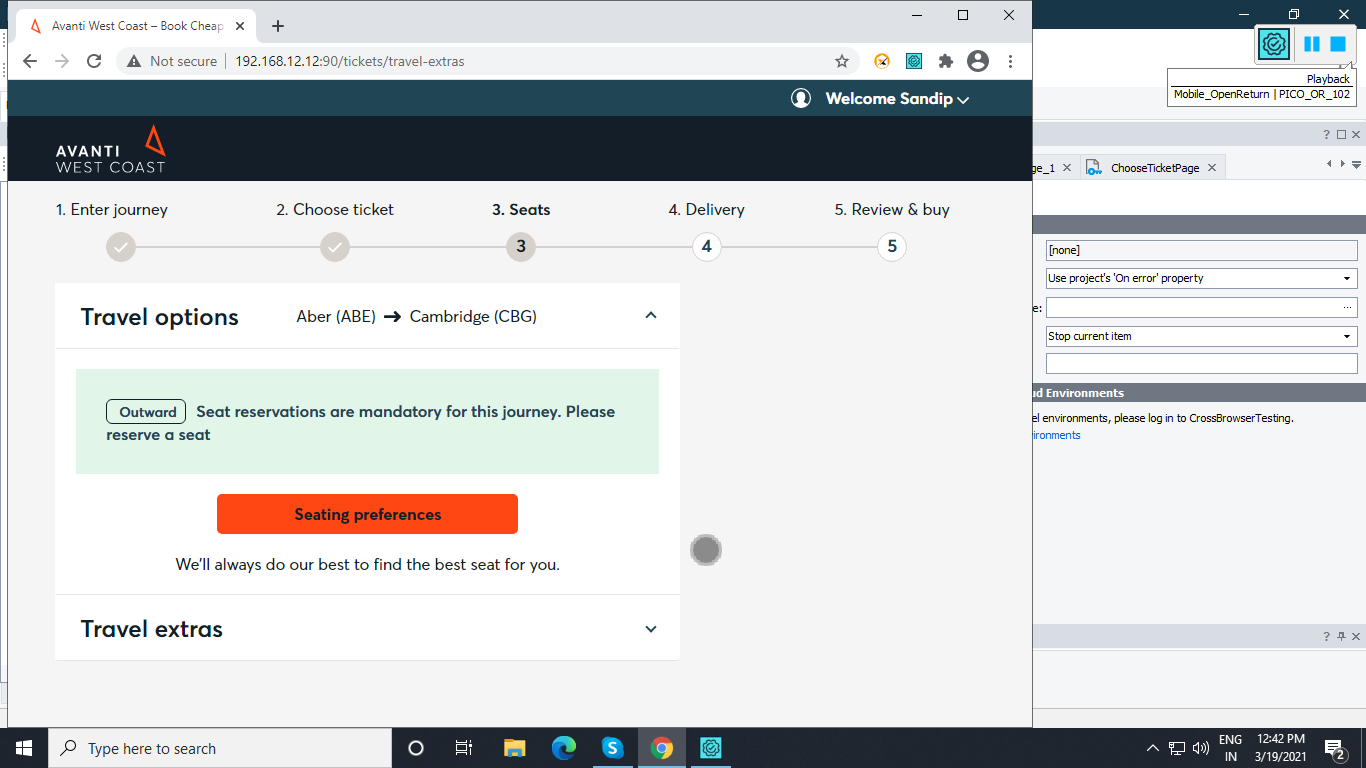 Avanti West Coast – Book Cheap
Not secure
192.168.12.12:90/tickets/travel-extras
Welcome Sandip
AVANTI
WEST COAST
1. Enter journey
2. Choose ticket
3. Seats
4. Delivery
5. Review & buy
3
4
5
Travel options
Aber (ABE) → Cambridge (CBG)
Outward Seat reservations are mandatory for this journey. Please
reserve a seat
Seating preferences
We'll always do our best to find the best seat for you.
Travel extras
Playback
Mobile_OpenReturn | PICO_OR_102
ge_1
ChooseTicketPage
[none]
Use project's 'On error' property
e:
...
Stop current item
ud Environments
el environments, please log in to CrossBrowserTesting.
ironments
Type here to search
ENG
IN
12:42 PM
3/19/2021
2